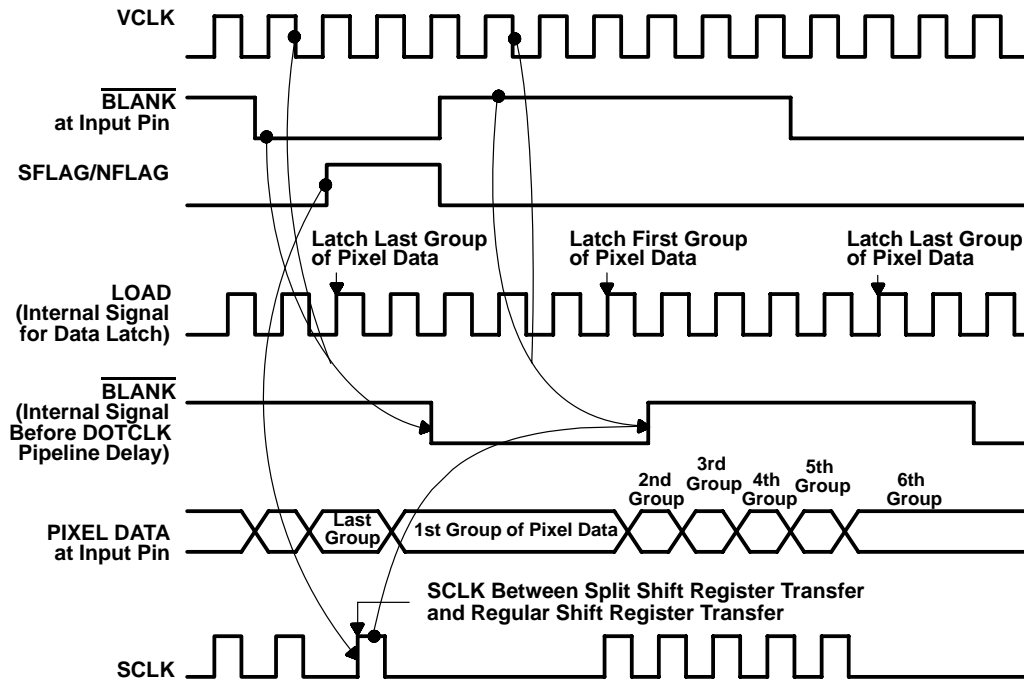 VCLK
BLANK
at Input Pin
SFLAG/NFLAG
Latch Last Group
of Pixel Data
Latch First Group
of Pixel Data
Latch Last Group
of Pixel Data
LOAD
(Internal Signal
for Data Latch)
BLANK
(Internal Signal
Before DOTCLK
Pipeline Delay)
PIXEL DATA
at Input Pin
Last
Group
1st Group of Pixel Data
2nd
Group
3rd
Group
4th
Group
5th
Group
6th
Group
SCLK Between Split Shift Register Transfer
and Regular Shift Register Transfer
SCLK